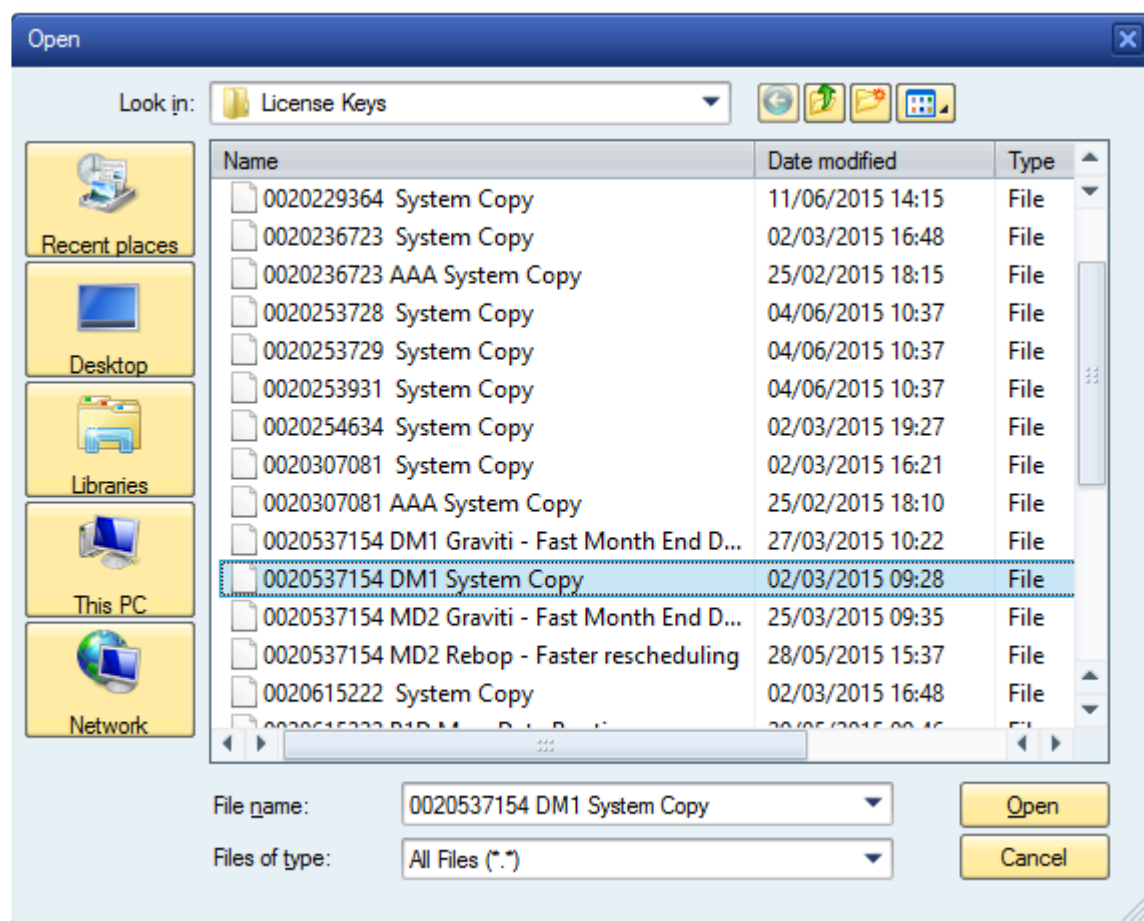 Open
Look in: License Keys
Name Date modified Type
0020229364  System Copy 11/06/2015 14:15 File
0020236723  System Copy 02/03/2015 16:48 File
0020236723 AAA System Copy 25/02/2015 18:15 File
0020253728  System Copy 04/06/2015 10:37 File
0020253729  System Copy 04/06/2015 10:37 File
0020253931  System Copy 04/06/2015 10:37 File
0020254634  System Copy 02/03/2015 19:27 File
0020307081  System Copy 02/03/2015 16:21 File
0020307081 AAA System Copy 25/02/2015 18:10 File
0020537154 DM1 Graviti - Fast Month End D... 27/03/2015 10:22 File
0020537154 DM1 System Copy 02/03/2015 09:28 File
0020537154 MD2 Graviti - Fast Month End D... 25/03/2015 09:35 File
0020537154 MD2 Rebop - Faster rescheduling 28/05/2015 15:37 File
0020615222  System Copy 02/03/2015 16:48 File
Recent places
Desktop
Libraries
This PC
Network
File name: 0020537154 DM1 System Copy Open
Files of type: All Files (*.*) Cancel